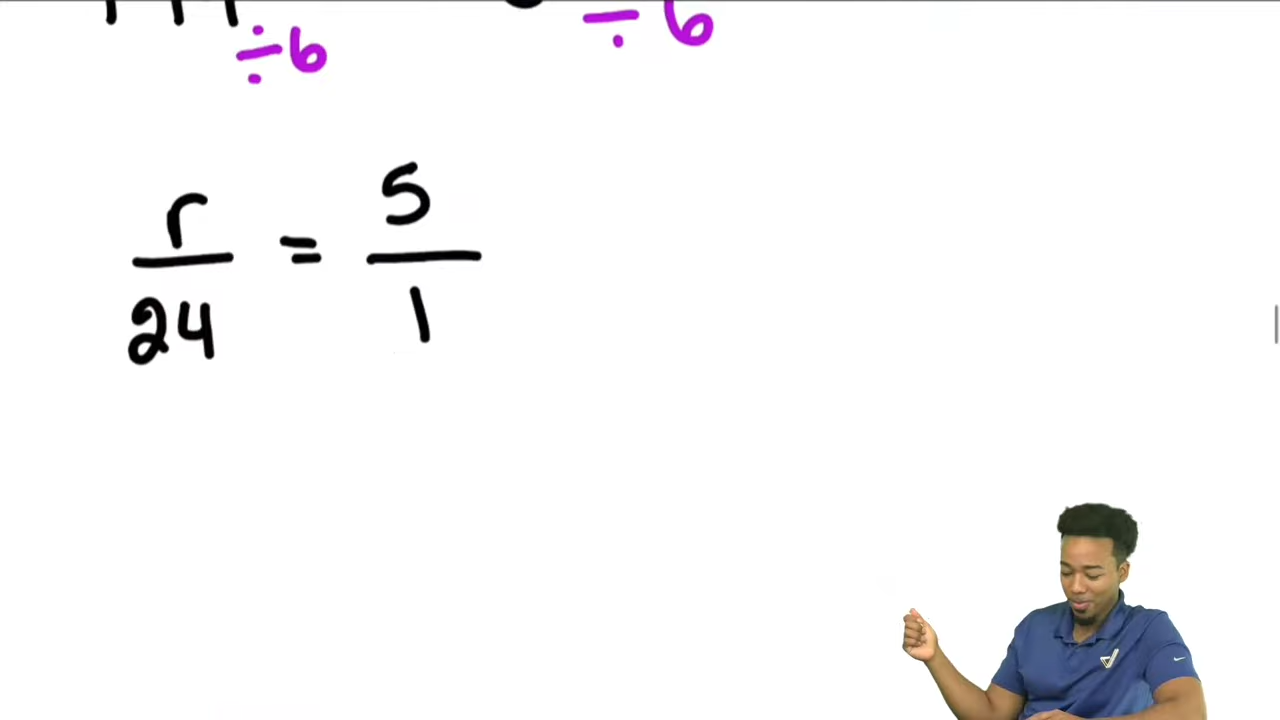 ÷6 ÷6
r/24 = 5/1